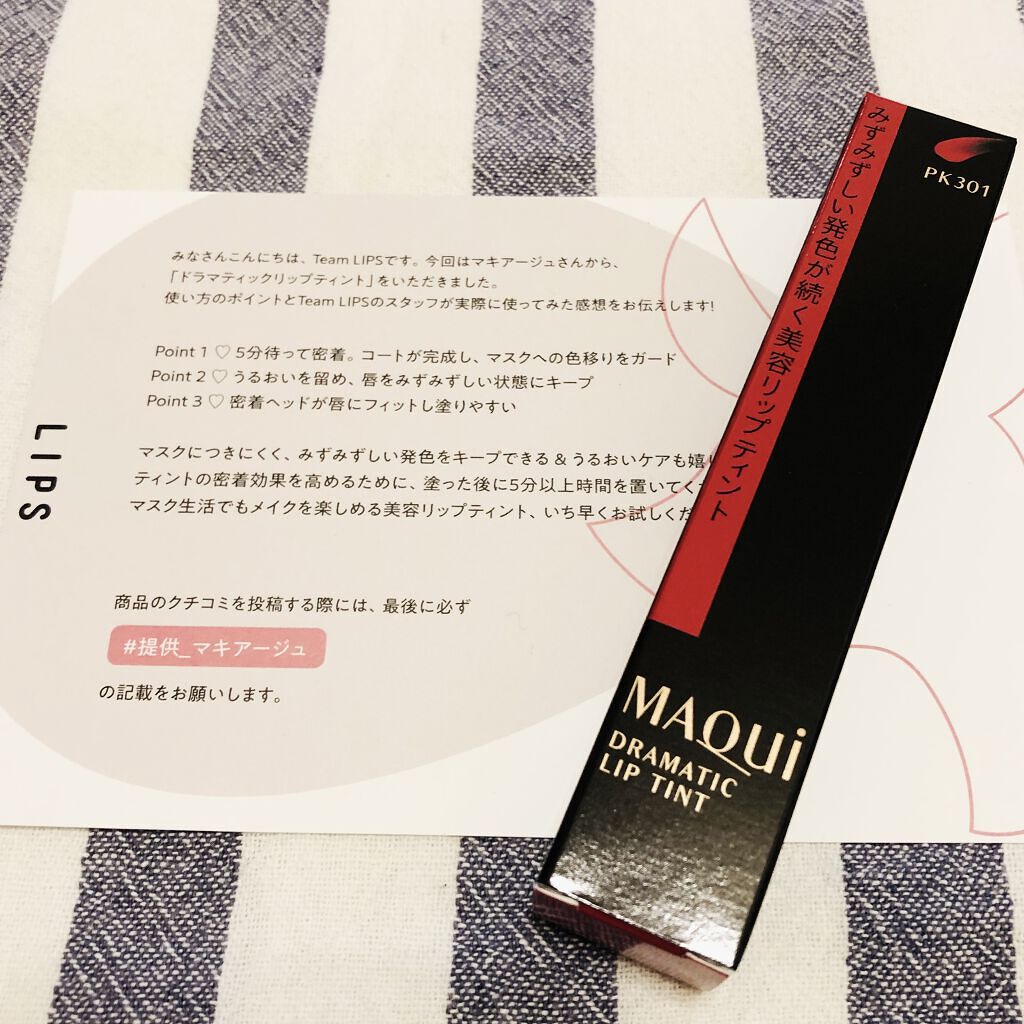 みなさんこんにちは、Team LIPSです。今回はマキアージュさんから、
「ドラマティックリップティント」をいただきました。
使い方のポイントとTeam LIPSのスタッフが実際に使ってみた感想をお伝えします!
Point 1 ♡ 5分待って密着。コートが完成し、マスクへの色移りをガード
Point 2 ♡ うるおいを留め、唇をみずみずしい状態にキープ
Point 3 ♡ 密着ヘッドが唇にフィットし塗りやすい
マスクにつきにくく、みずみずしい発色をキープできる & うるおいケアも嬉
ティントの密着効果を高めるために、塗った後に5分以上時間を置いてく
マスク生活でもメイクを楽しめる美容リップティント、いち早くお試しくだ
商品のクチコミを投稿する際には、最後に必ず
#提供_マキアージュ
の記載をお願いします。
LIPS
みずみずしい発色が続く美容リップティント
PK301
MAQui
DRAMATIC
LIP TINT